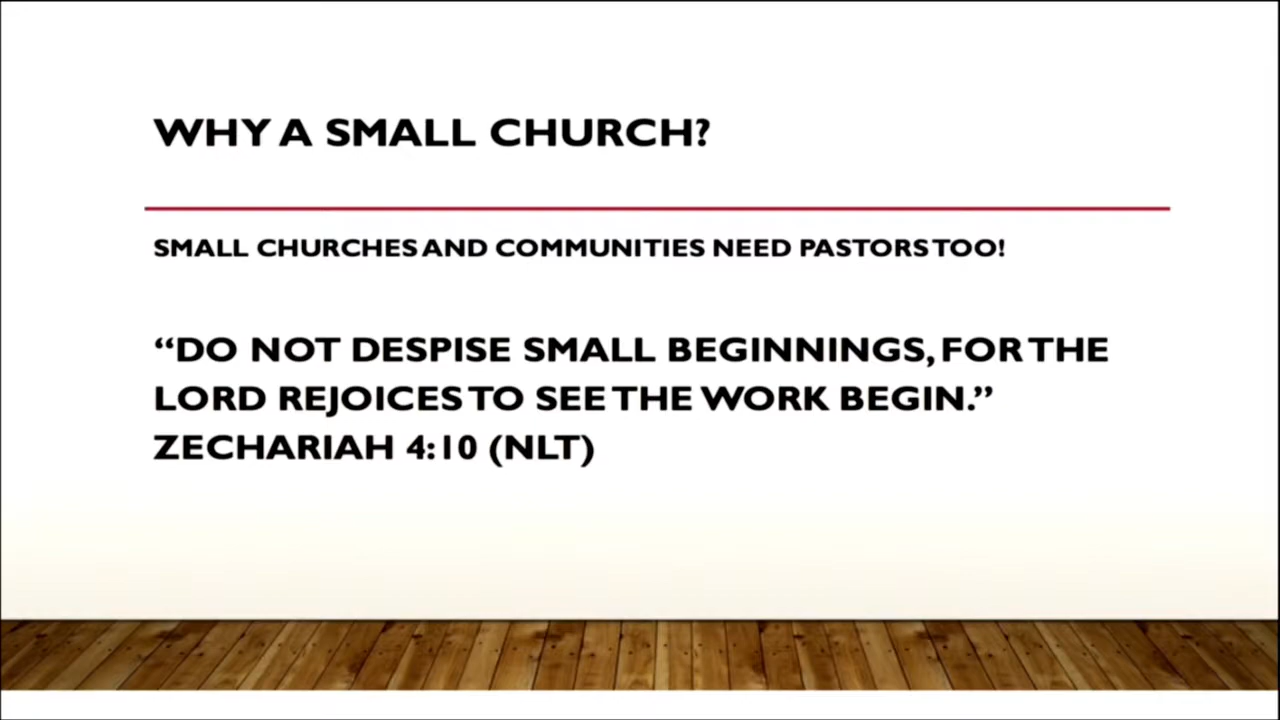 WHY A SMALL CHURCH?
SMALL CHURCHES AND COMMUNITIES NEED PASTORS TOO!
“DO NOT DESPISE SMALL BEGINNINGS, FOR THE
LORD REJOICES TO SEE THE WORK BEGIN.”
ZECHARIAH 4:10 (NLT)